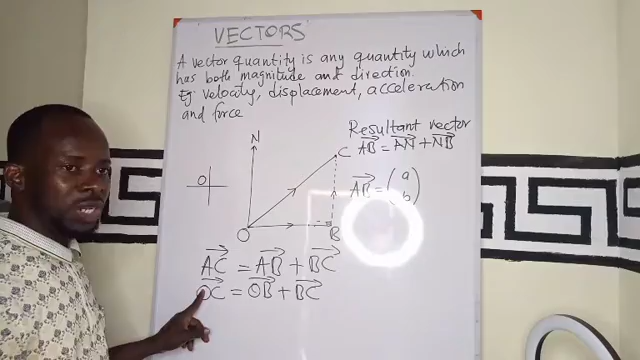 VECTORS
A vector quantity is any quantity which
has both magnitude and direction.
Eg velocity, displacement, acceleration
and force
Resultant vector
AB = AN + NB
N
C
O
AB = (a
b)
O
B
AC = AB + BC
OC = OB + BC